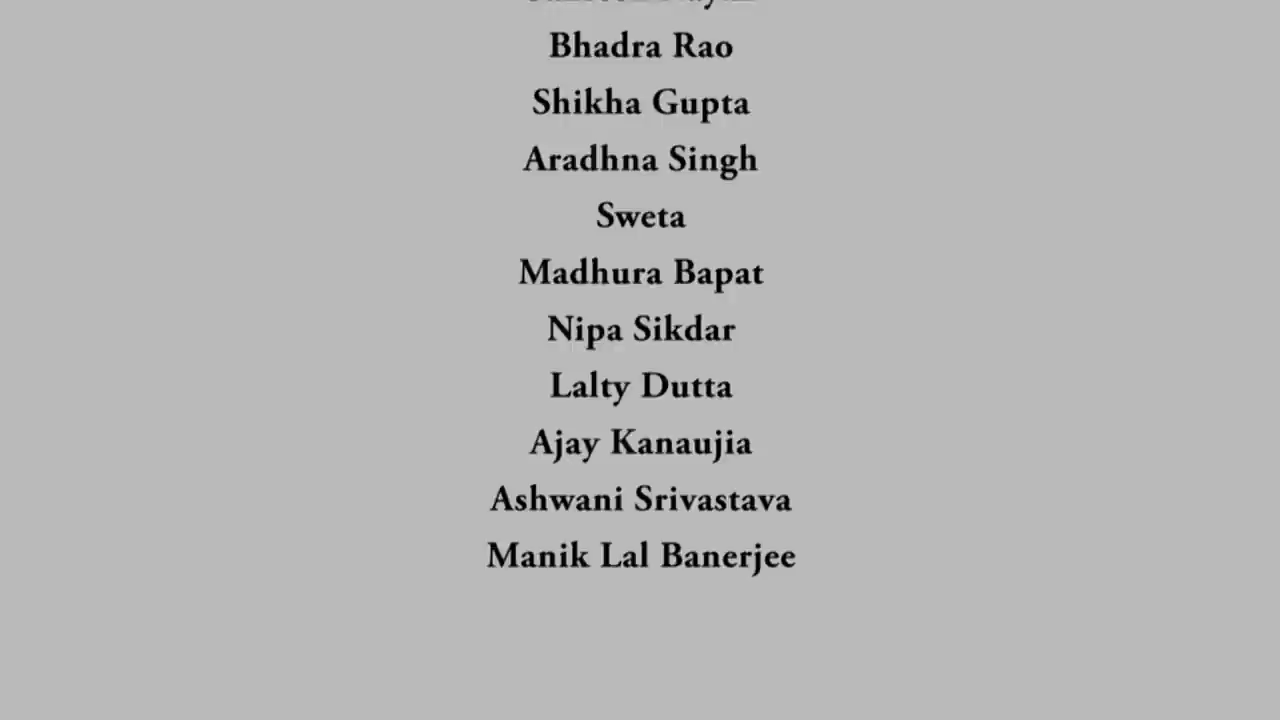 Bhadra Rao
Shikha Gupta
Aradhna Singh
Sweta
Madhura Bapat
Nipa Sikdar
Lalty Dutta
Ajay Kanaujia
Ashwani Srivastava
Manik Lal Banerjee